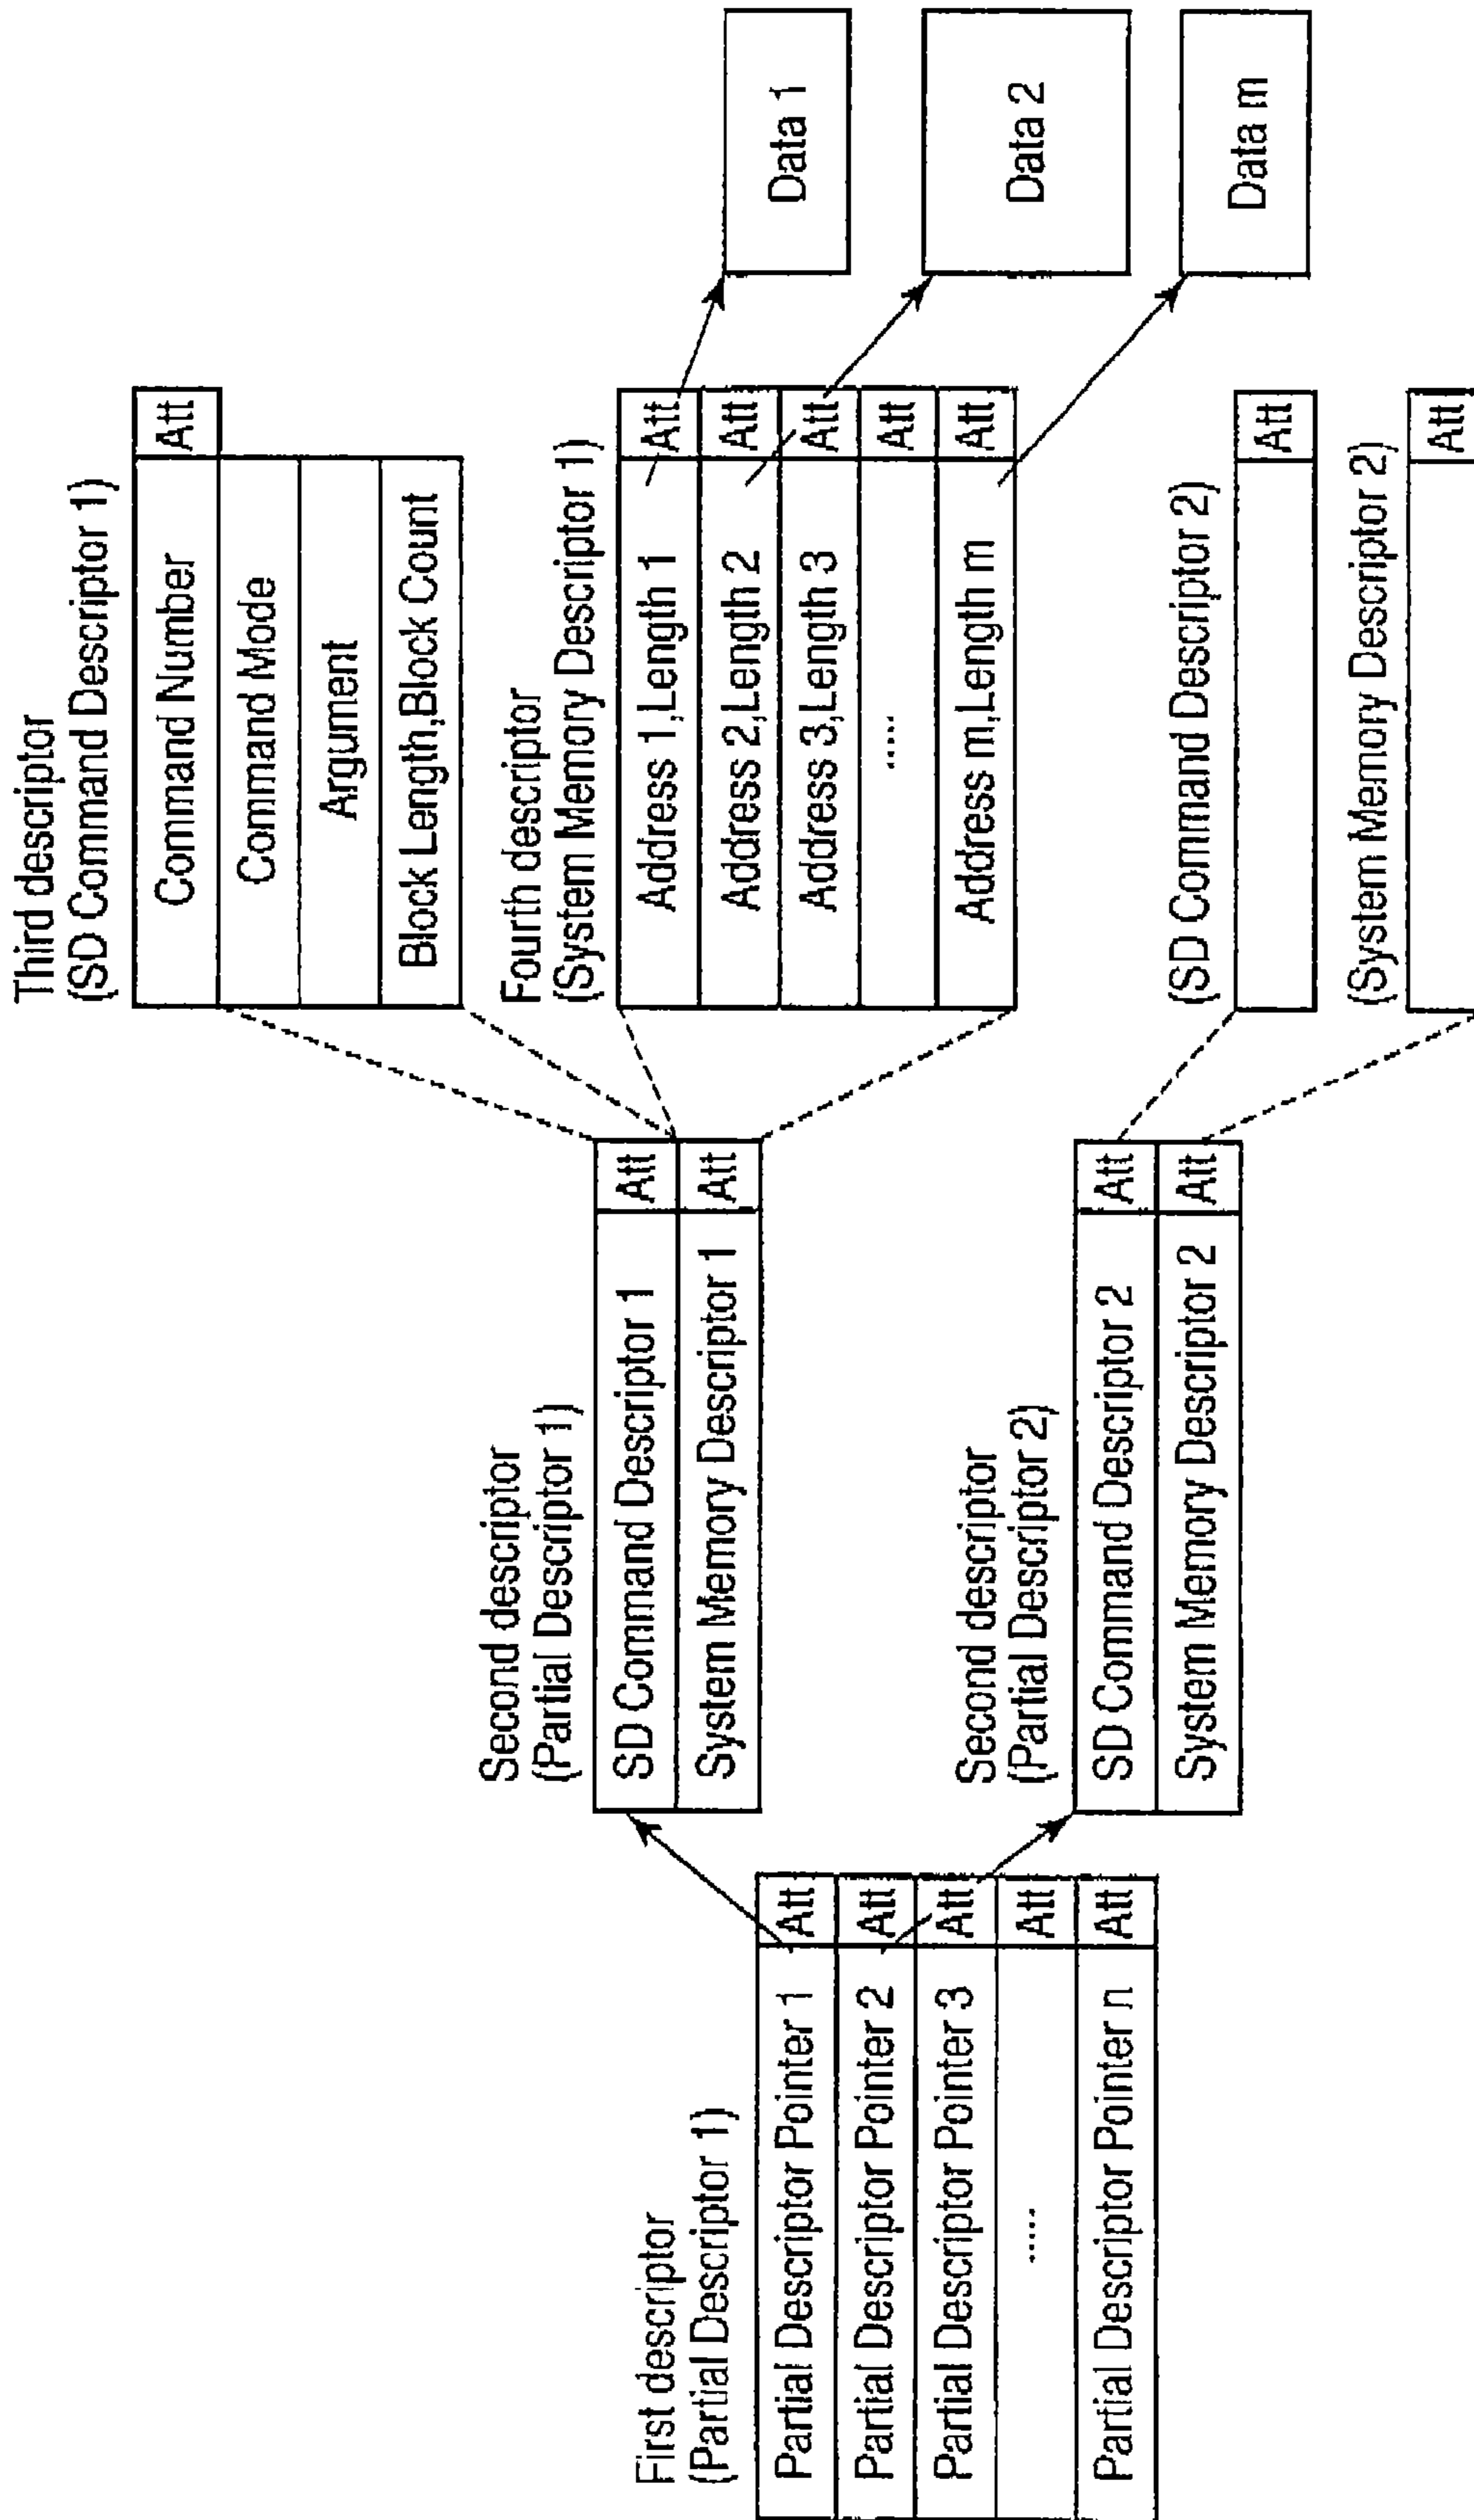 First descriptor
(Partial Descriptor 1)
Partial Descriptor Pointer 1 Att
Partial Descriptor Pointer 2 Att
Partial Descriptor Pointer 3 Att
..... Att
Partial Descriptor Pointer n Att
Second descriptor
(Partial Descriptor 1)
SD Command Descriptor 1 Att
System Memory Descriptor 1 Att
Second descriptor
(Partial Descriptor 2)
SD Command Descriptor 2 Att
System Memory Descriptor 2 Att
Third descriptor
(SD Command Descriptor 1)
Command Number Att
Command Mode
Argument
Block Length,Block Count
Fourth descriptor
(System Memory Descriptor 1)
Address 1,Length 1 Att
Address 2,Length 2 Att
Address 3,Length 3 Att
..... Att
Address m,Length m Att
(SD Command Descriptor 2)
Att
(System Memory Descriptor 2)
Att
Data 1
Data 2
Data m